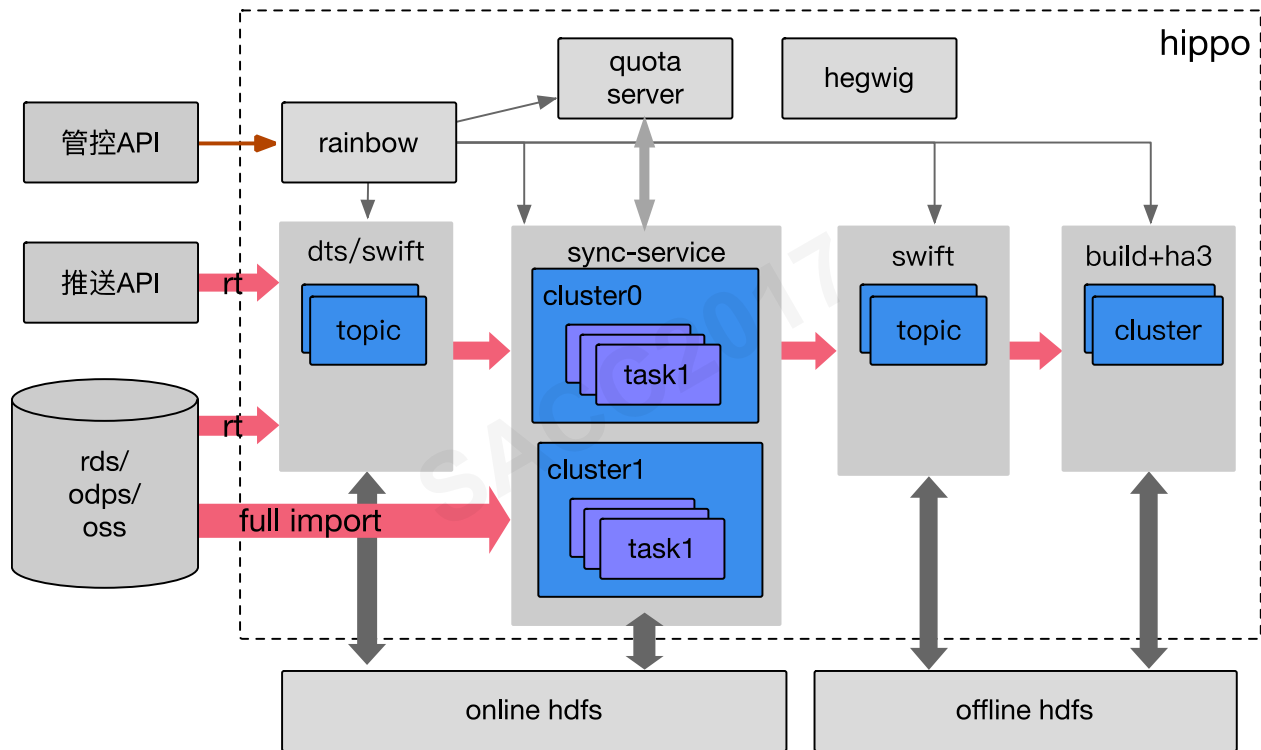 hippo
quota
server
hegwig
管控API
rainbow
推送API
rt
dts/swift
topic
sync-service
cluster0
task1
swift
topic
build+ha3
cluster
rt
rds/
odps/
oss
full import
cluster1
task1
SACC2017
online hdfs
offline hdfs